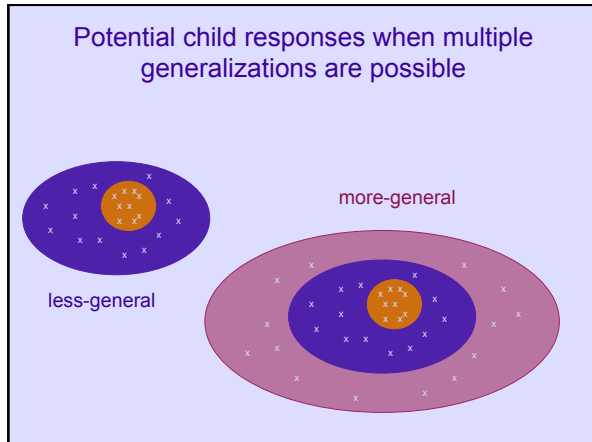 Potential child responses when multiple
generalizations are possible
more-general
less-general